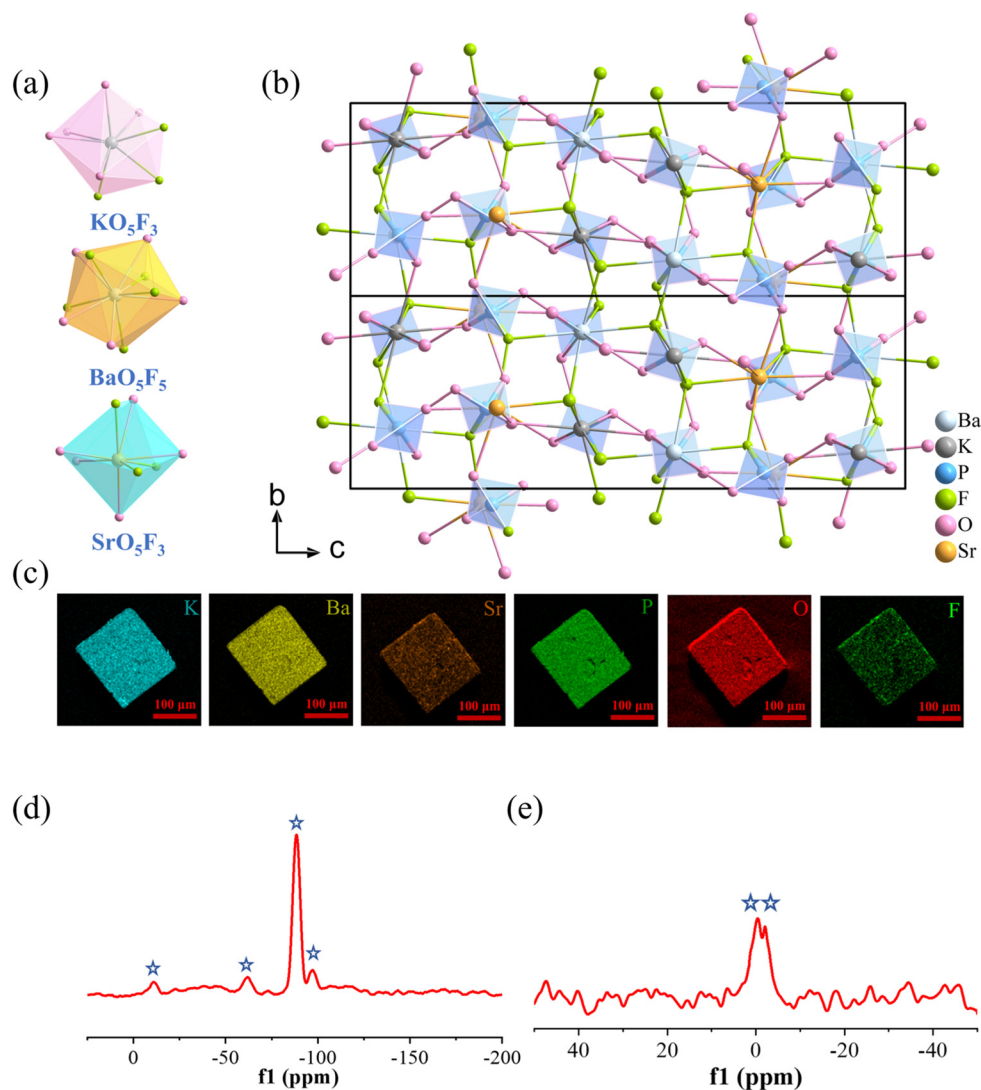 (a)
KO₅F₃
BaO₅F₅
SrO₅F₃
(b)
b
c
Ba
K
P
F
O
Sr
(c)
K
100 μm
Ba
100 μm
Sr
100 μm
P
100 μm
O
100 μm
F
100 μm
(d)
0 -50 -100 -150 -200
f1 (ppm)
(e)
40 20 0 -20 -40
f1 (ppm)